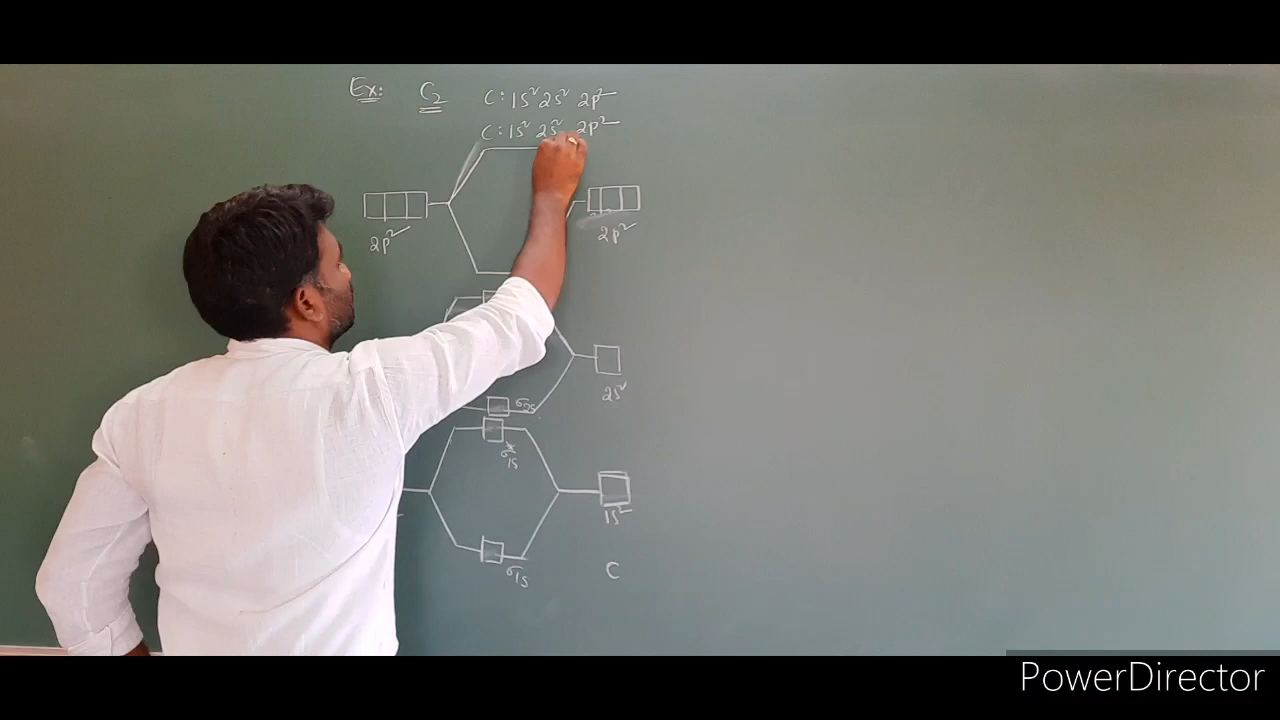 Ex: C₂ C: 1s² 2s² 2p²
C: 1s² 2s² 2p²
2p² 2p²
2s²
σ2s
σ*1s
1s²
σ1s C
PowerDirector